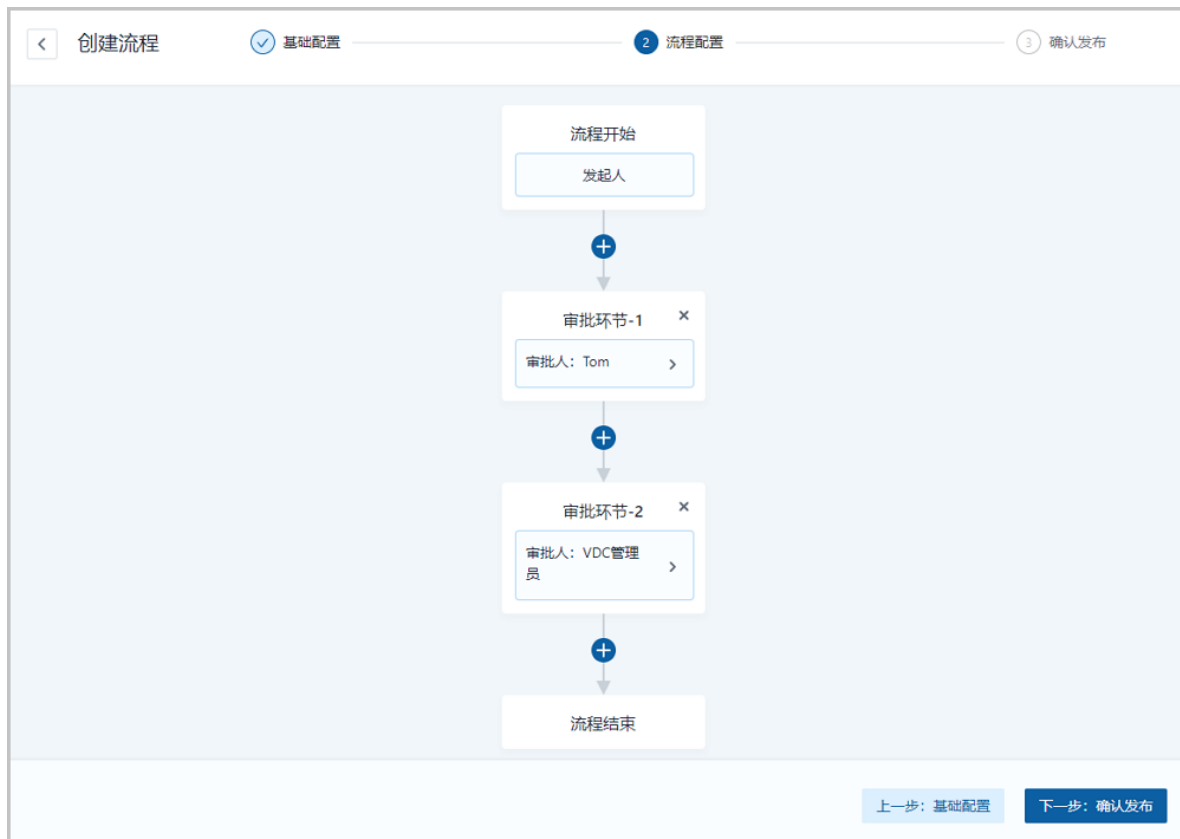 创建流程
基础配置
2 流程配置
3 确认发布
流程开始
发起人
审批环节-1
审批人：Tom
审批环节-2
审批人：VDC管理
员
流程结束
上一步：基础配置
下一步：确认发布